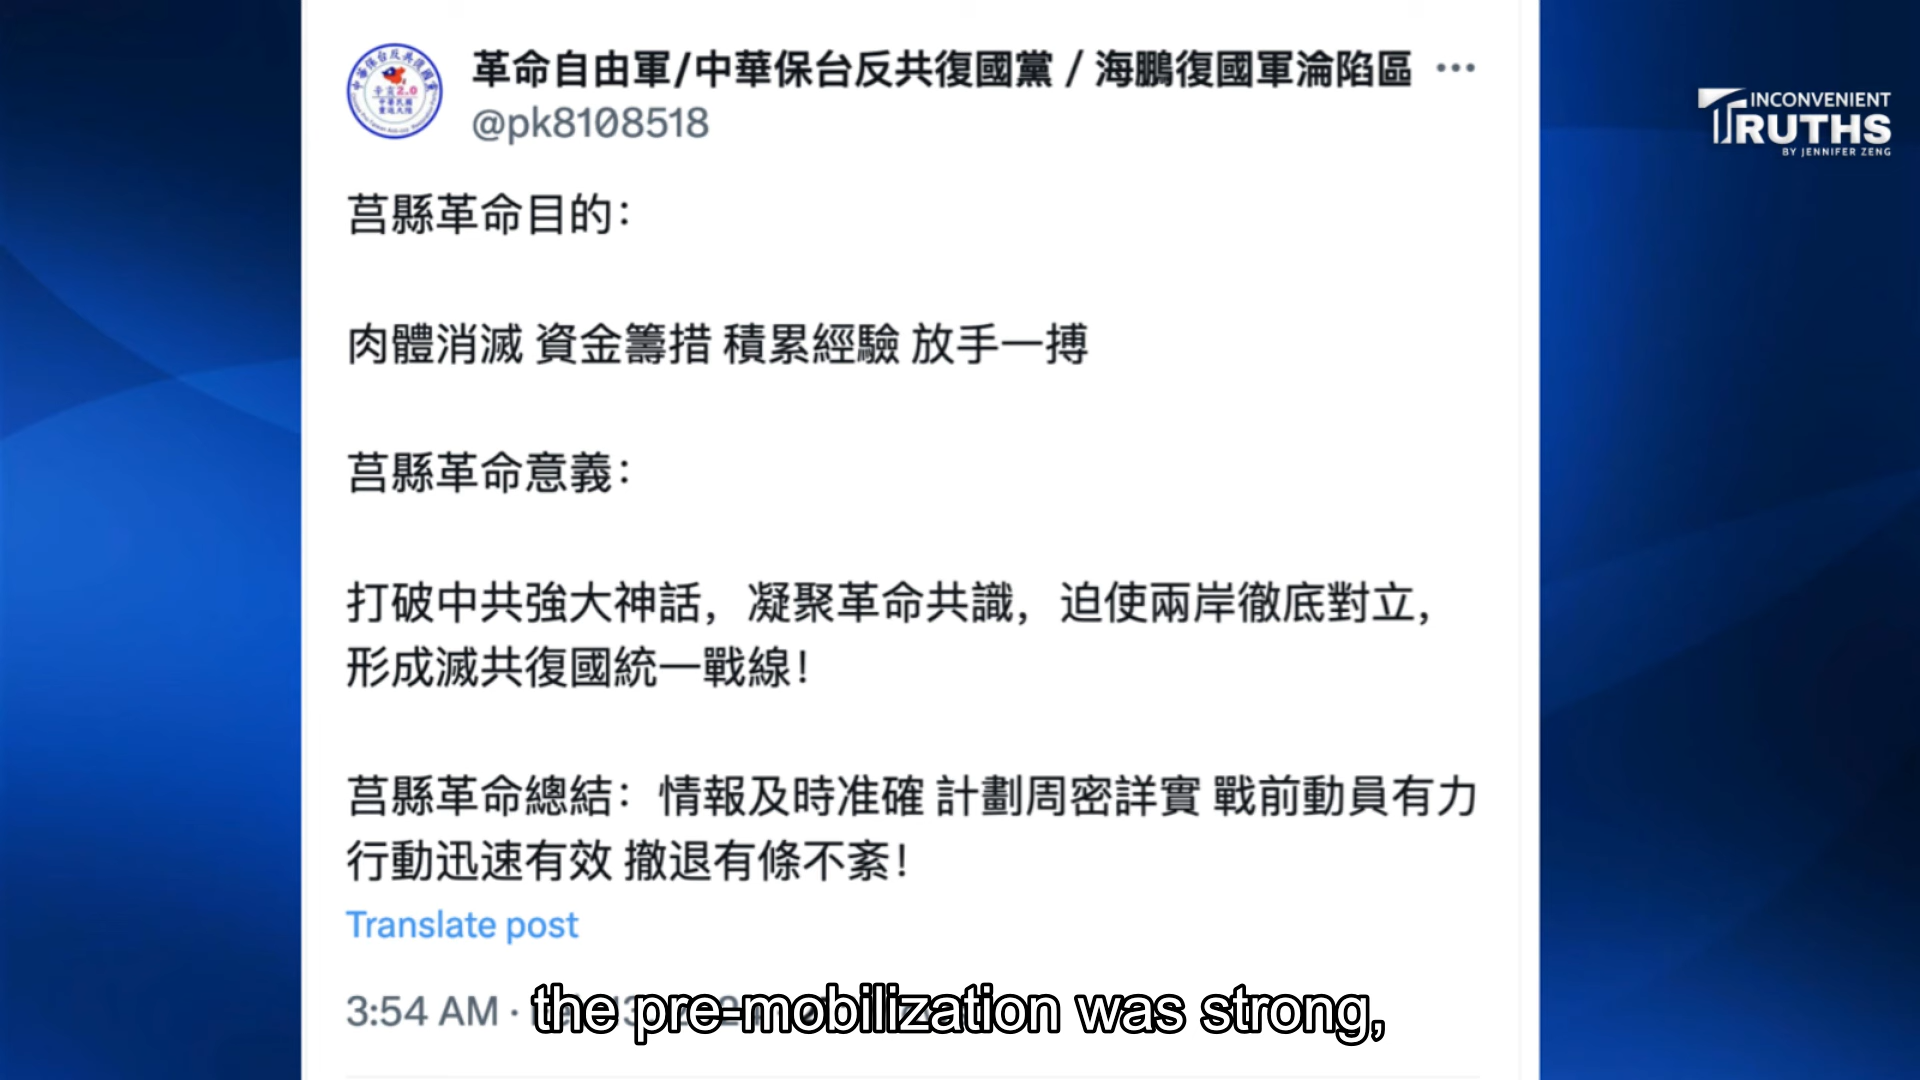 革命自由軍/中華保台反共復國黨 / 海鵬復國軍淪陷區 ···
@pk8108518
INCONVENIENT
TRUTHS
BY JENNIFER ZENG
莒縣革命目的：
肉體消滅 資金籌措 積累經驗 放手一搏
莒縣革命意義：
打破中共強大神話，凝聚革命共識，迫使兩岸徹底對立，
形成滅共復國統一戰線！
莒縣革命總結：情報及時准確 計劃周密詳實 戰前動員有力
行動迅速有效 撤退有條不紊！
Translate post
3:54 AM ·
the pre-mobilization was strong,